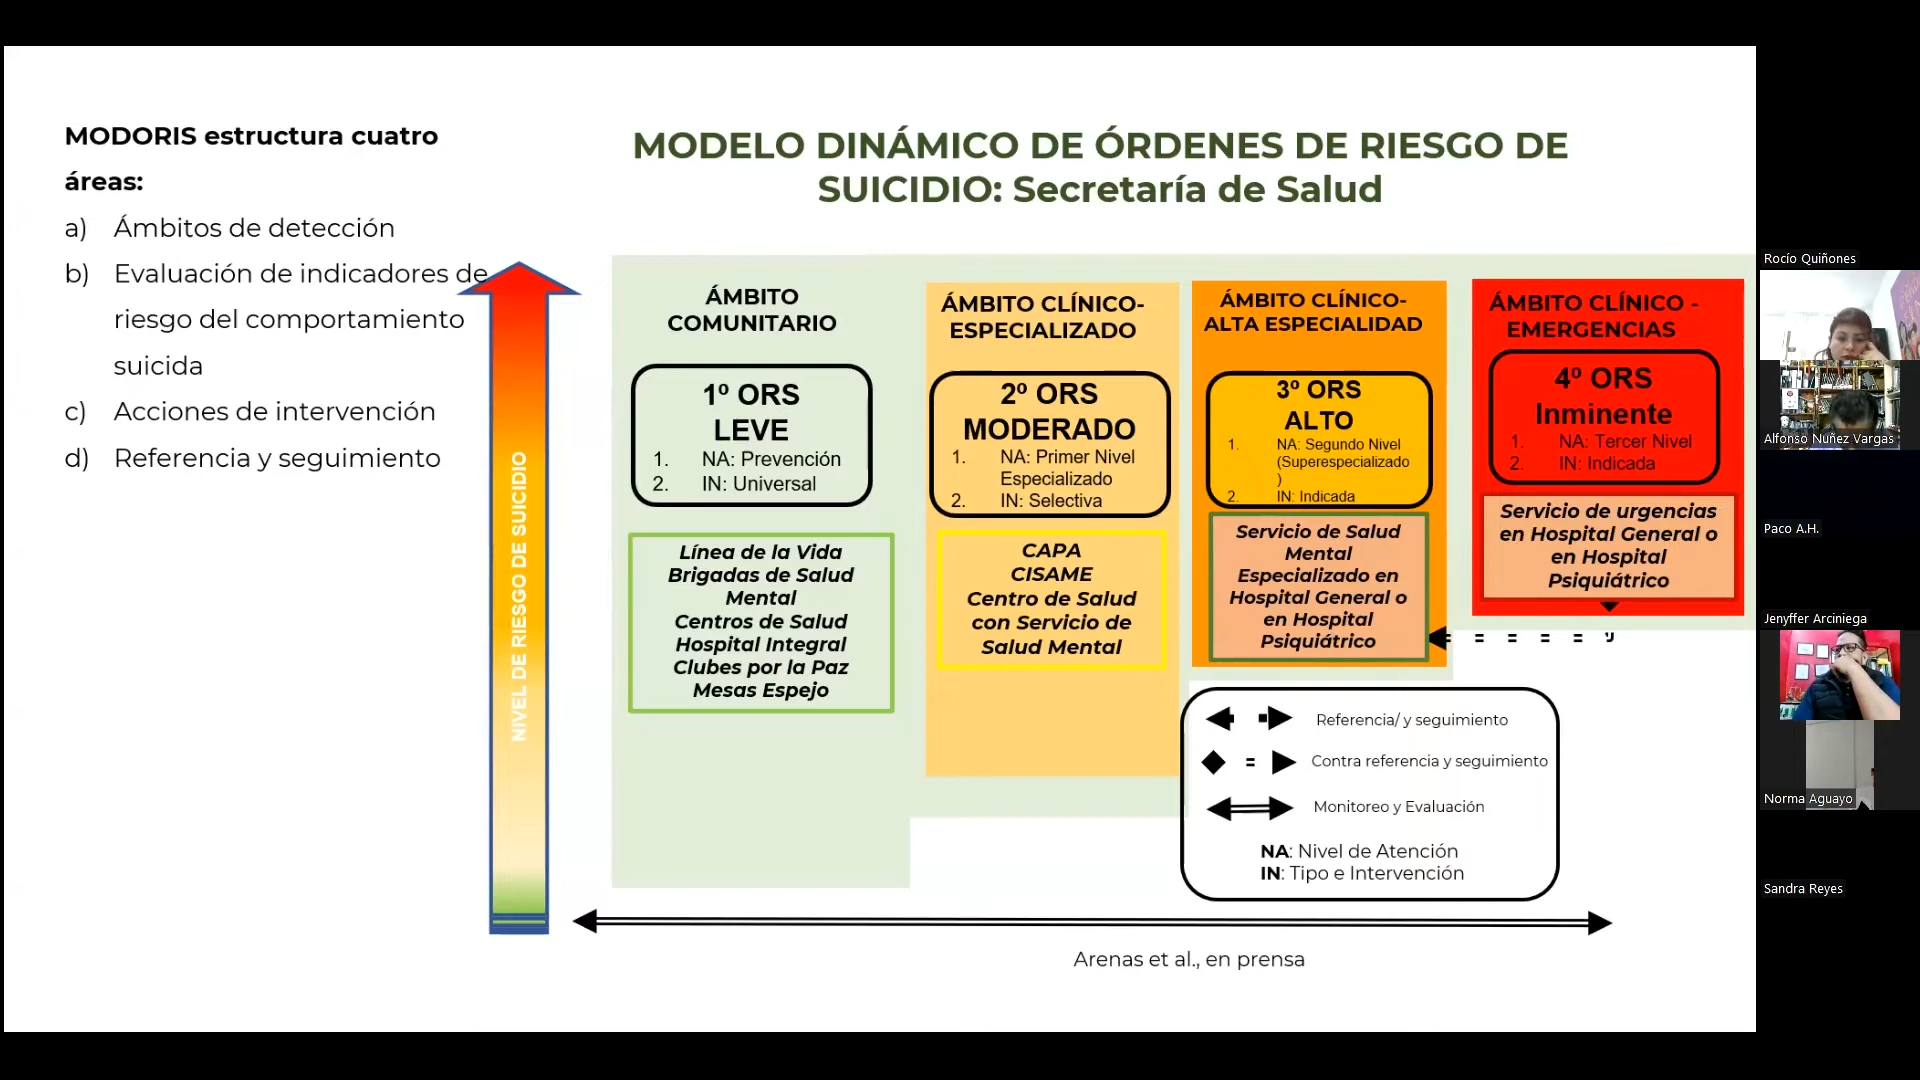 MODORIS estructura cuatro
áreas:
a) Ámbitos de detección
b) Evaluación de indicadores de
riesgo del comportamiento
suicida
c) Acciones de intervención
d) Referencia y seguimiento
MODELO DINÁMICO DE ÓRDENES DE RIESGO DE
SUICIDIO: Secretaría de Salud
NIVEL DE RIESGO DE SUICIDIO
ÁMBITO
COMUNITARIO
1º ORS
LEVE
1. NA: Prevención
2. IN: Universal
Línea de la Vida
Brigadas de Salud
Mental
Centros de Salud
Hospital Integral
Clubes por la Paz
Mesas Espejo
ÁMBITO CLÍNICO-
ESPECIALIZADO
2º ORS
MODERADO
1. NA: Primer Nivel
Especializado
2. IN: Selectiva
CAPA
CISAME
Centro de Salud
con Servicio de
Salud Mental
ÁMBITO CLÍNICO-
ALTA ESPECIALIDAD
3º ORS
ALTO
1. NA: Segundo Nivel
(Superespecializado
)
2. IN: Indicada
Servicio de Salud
Mental
Especializado en
Hospital General o
en Hospital
Psiquiátrico
ÁMBITO CLÍNICO -
EMERGENCIAS
4º ORS
Inminente
1. NA: Tercer Nivel
2. IN: Indicada
Servicio de urgencias
en Hospital General o
en Hospital
Psiquiátrico
Referencia/ y seguimiento
Contra referencia y seguimiento
Monitoreo y Evaluación
NA: Nivel de Atención
IN: Tipo e Intervención
Arenas et al., en prensa
Rocío Quiñones
Alfonso Nuñez Vargas
Paco A.H.
Jenyffer Arciniega
Norma Aguayo
Sandra Reyes